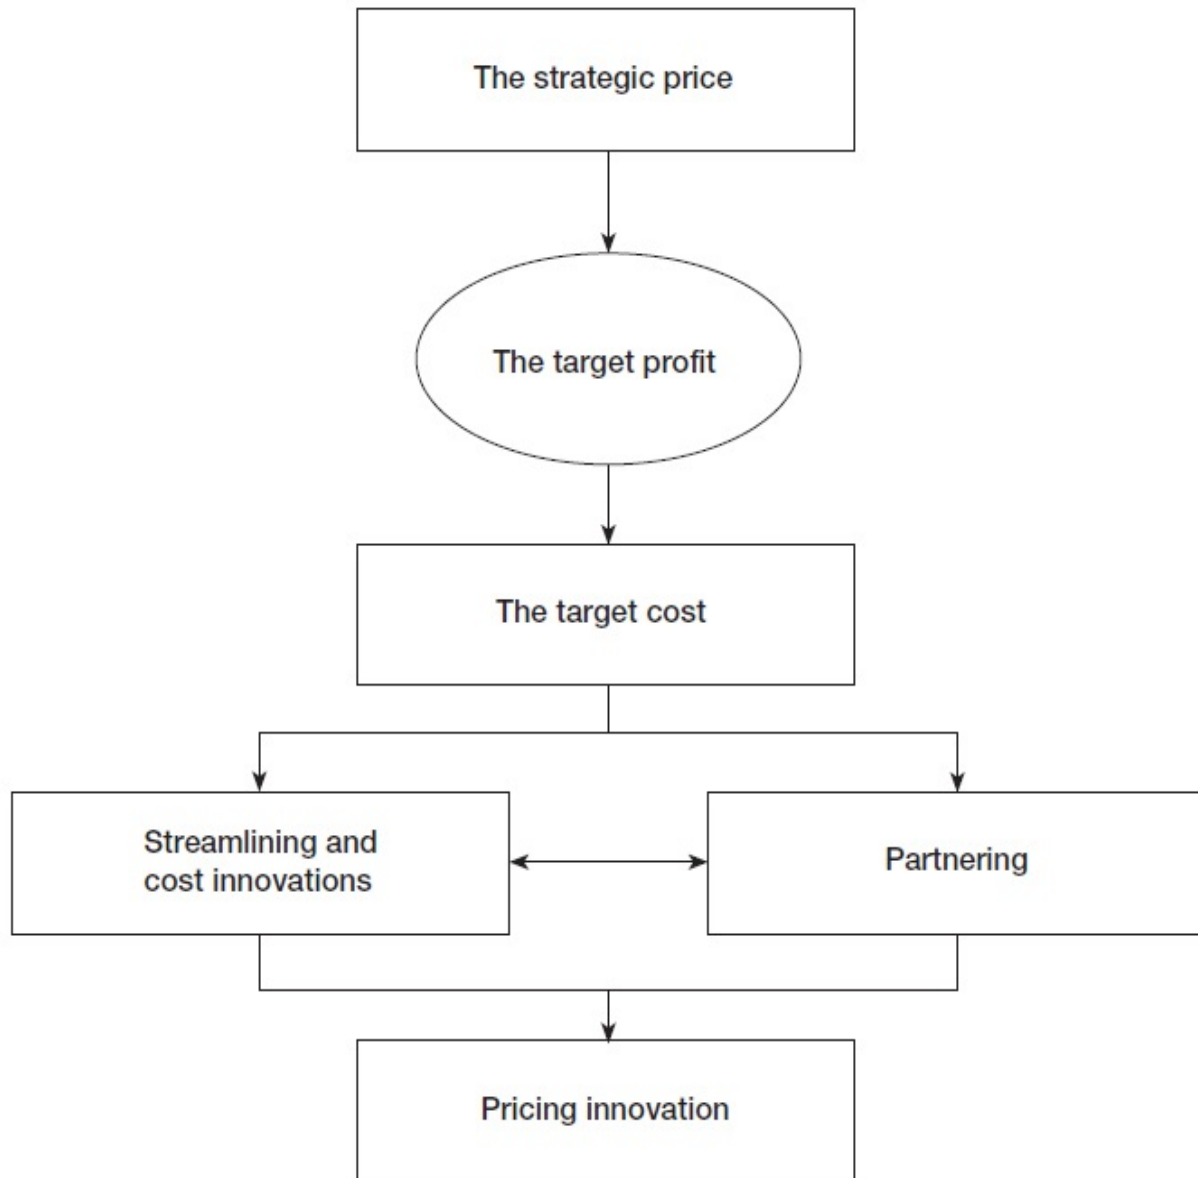 The strategic price
The target profit
The target cost
Streamlining and
cost innovations
Partnering
Pricing innovation